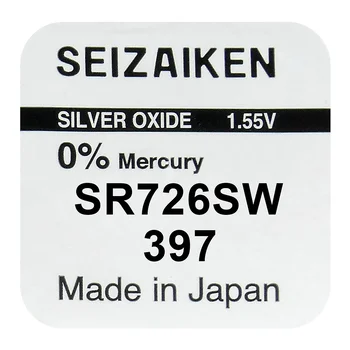 SEIZAIKEN
SILVER OXIDE 1.55V
0% Mercury
SR726SW
397
Made in Japan